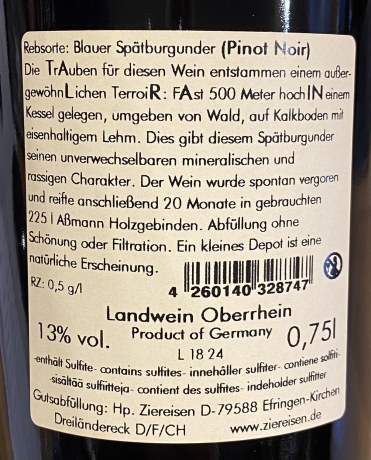 Rebsorte: Blauer Spätburgunder (Pinot Noir)
Die TrAuben für diesen Wein entstammen einem außer-
gewöhnLichen TerroiR: FAst 500 Meter hochIN einem
Kessel gelegen, umgeben von Wald, auf Kalkboden mit
eisenhaltigem Lehm. Dies gibt diesem Spätburgunder
seinen unverwechselbaren mineralischen und
rassigen Charakter. Der Wein wurde spontan vergoren
und reifte anschließend 20 Monate in gebrauchten
225 l Aßmann Holzgebinden. Abfüllung ohne
Schönung oder Filtration. Ein kleines Depot ist eine
natürliche Erscheinung.
RZ: 0,5 g/l
4 260140 328747
Landwein Oberrhein
13% vol. Product of Germany 0,75l
L 18 24
-enthält Sulfite- contains sulfites- innehåller sulfiter- contiene solfiti-
-sisältää sulfiitteja- contient des sulfites- indeholder sulfitter
Gutsabfüllung: Hp. Ziereisen D-79588 Efringen-Kirchen
Dreiländereck D/F/CH www.ziereisen.de